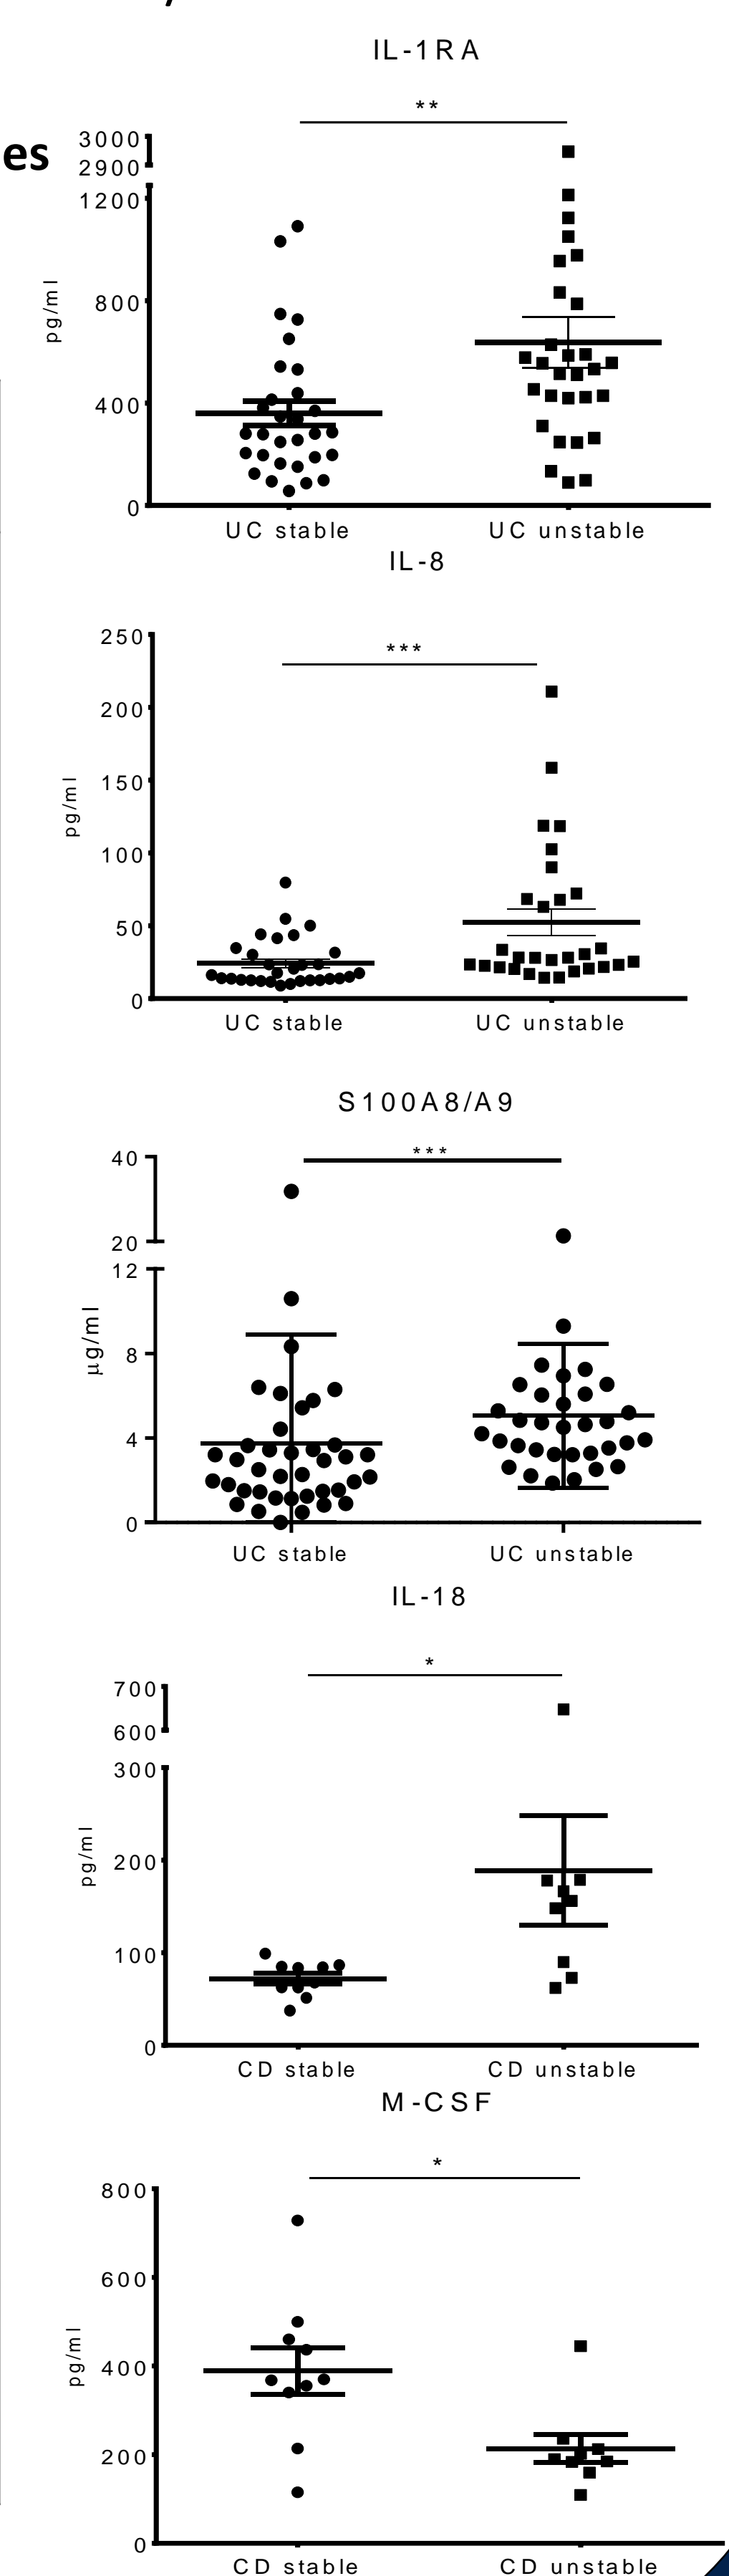 IL-1RA
**
es
3000
2900
1200
800
400
0
pg/ml
UC stable
UC unstable
IL-8
***
250
200
150
100
50
0
pg/ml
UC stable
UC unstable
S100A8/A9
***
40
20
12
8
4
0
µg/ml
UC stable
UC unstable
IL-18
*
700
600
300
200
100
0
pg/ml
CD stable
CD unstable
M-CSF
*
800
600
400
200
0
pg/ml
CD stable
CD unstable